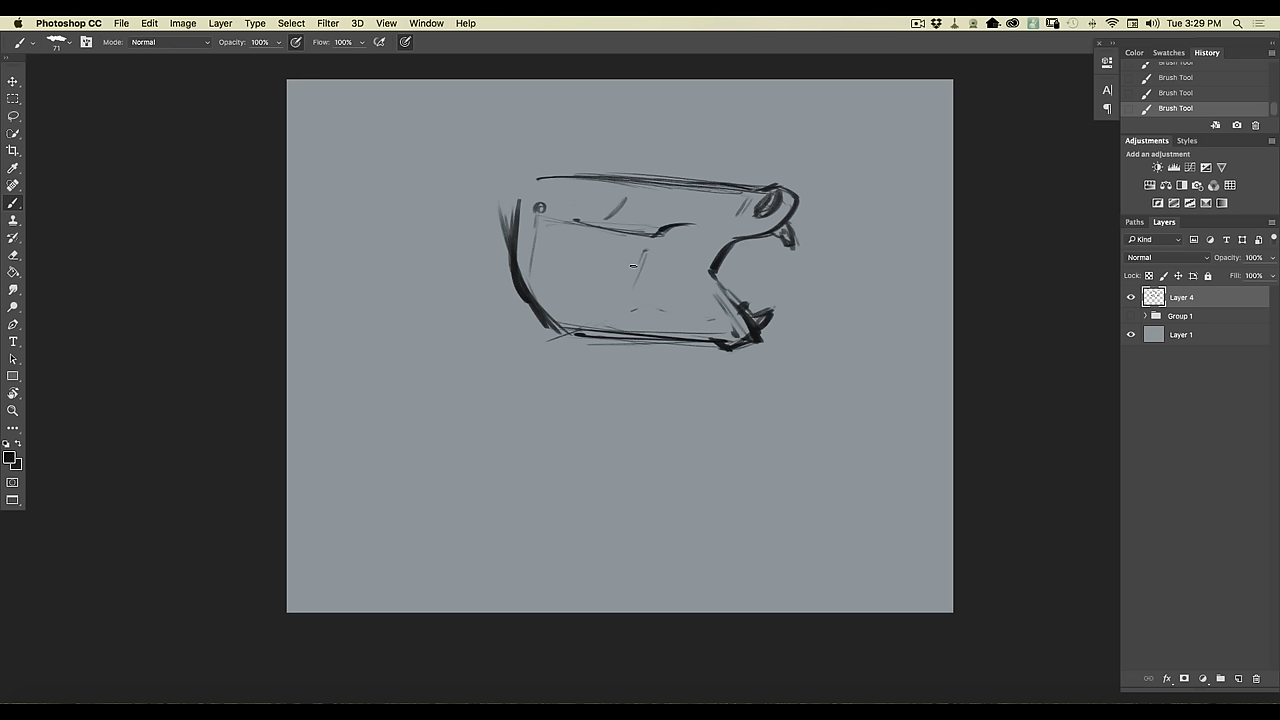 Photoshop CC File Edit Image Layer Type Select Filter 3D View Window Help Tue 3:29 PM
71 Mode: Normal Opacity: 100% Flow: 100%
Color Swatches History
Brush Tool
Brush Tool
Brush Tool
Brush Tool
Adjustments Styles
Add an adjustment
Paths Layers
Kind
Normal Opacity: 100%
Lock: Fill: 100%
Layer 4
Group 1
Layer 1